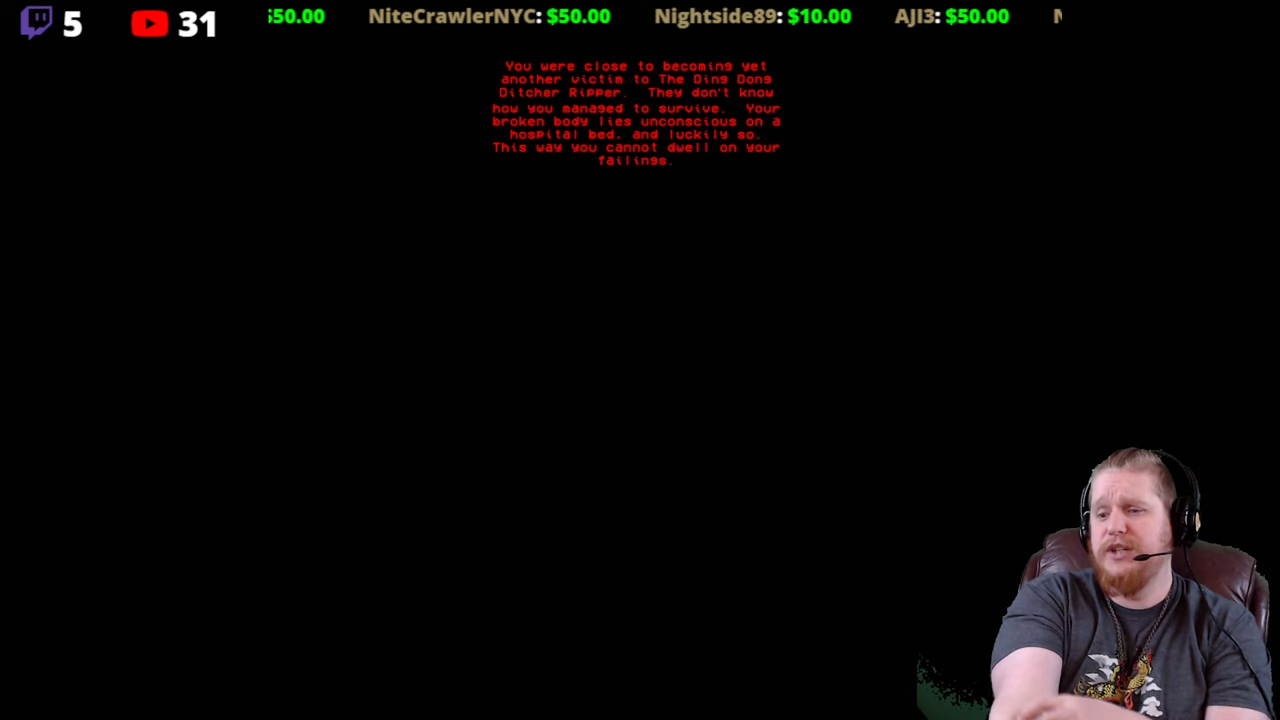 5 31 $50.00 NiteCrawlerNYC: $50.00 Nightside89: $10.00 AJI3: $50.00
You were close to becoming yet
another victim to The Ding Dong
Ditcher Ripper. They don't know
how you managed to survive. Your
broken body lies unconscious on a
hospital bed, and luckily so.
This way you cannot dwell on your
failings.